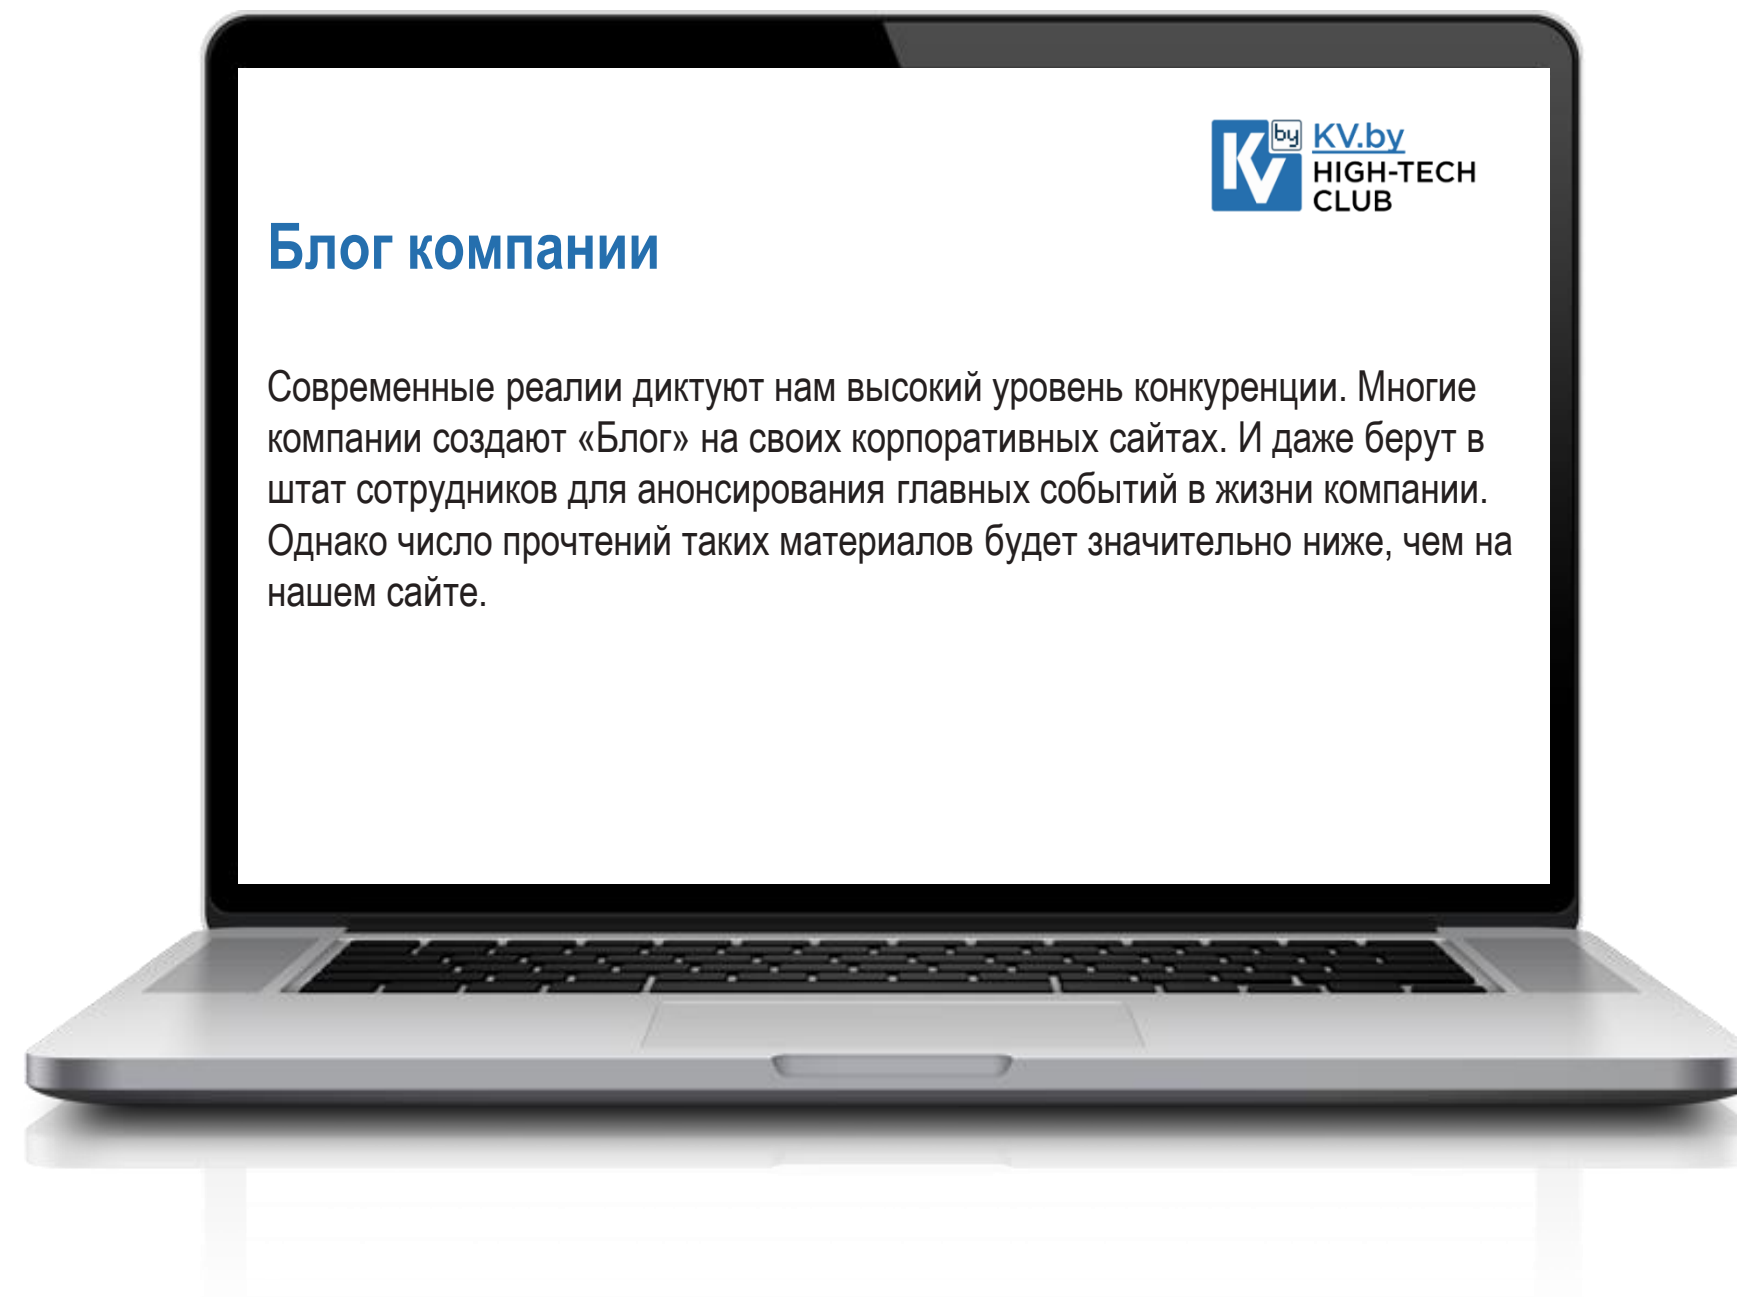 KV by
KV.by
HIGH-TECH
CLUB
Блог компании
Современные реалии диктуют нам высокий уровень конкуренции. Многие
компании создают «Блог» на своих корпоративных сайтах. И даже берут в
штат сотрудников для анонсирования главных событий в жизни компании.
Однако число прочтений таких материалов будет значительно ниже, чем на
нашем сайте.